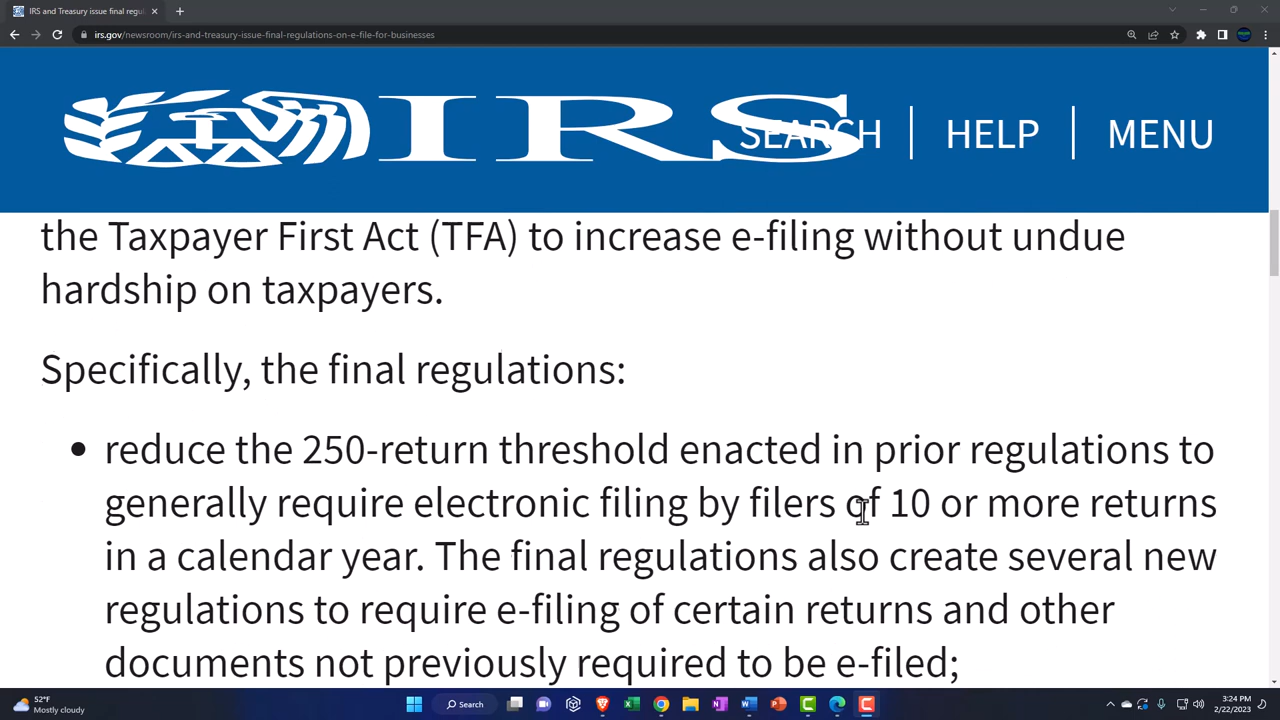 IRS and Treasury issue final regul
irs.gov/newsroom/irs-and-treasury-issue-final-regulations-on-e-file-for-businesses
IRS
SEARCH | HELP | MENU
the Taxpayer First Act (TFA) to increase e-filing without undue
hardship on taxpayers.
Specifically, the final regulations:
• reduce the 250-return threshold enacted in prior regulations to
generally require electronic filing by filers of 10 or more returns
in a calendar year. The final regulations also create several new
regulations to require e-filing of certain returns and other
documents not previously required to be e-filed;
52°F
Mostly cloudy
Search
3:24 PM
2/22/2023